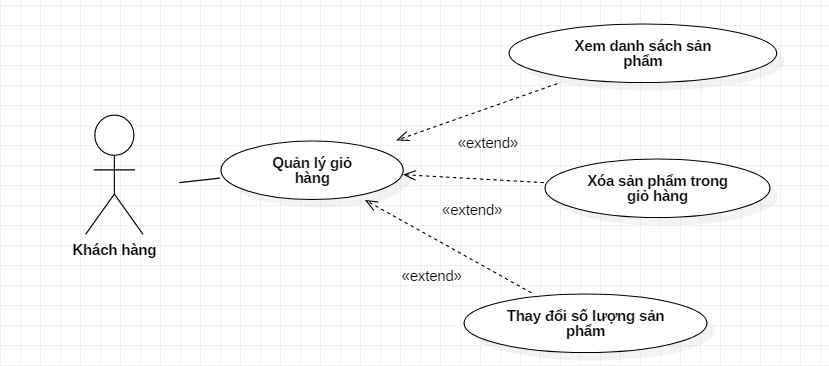 Xem danh sách sản
phẩm
«extend»
Quản lý giỏ
hàng
Xóa sản phẩm trong
giỏ hàng
«extend»
Khách hàng
«extend»
Thay đổi số lượng sản
phẩm